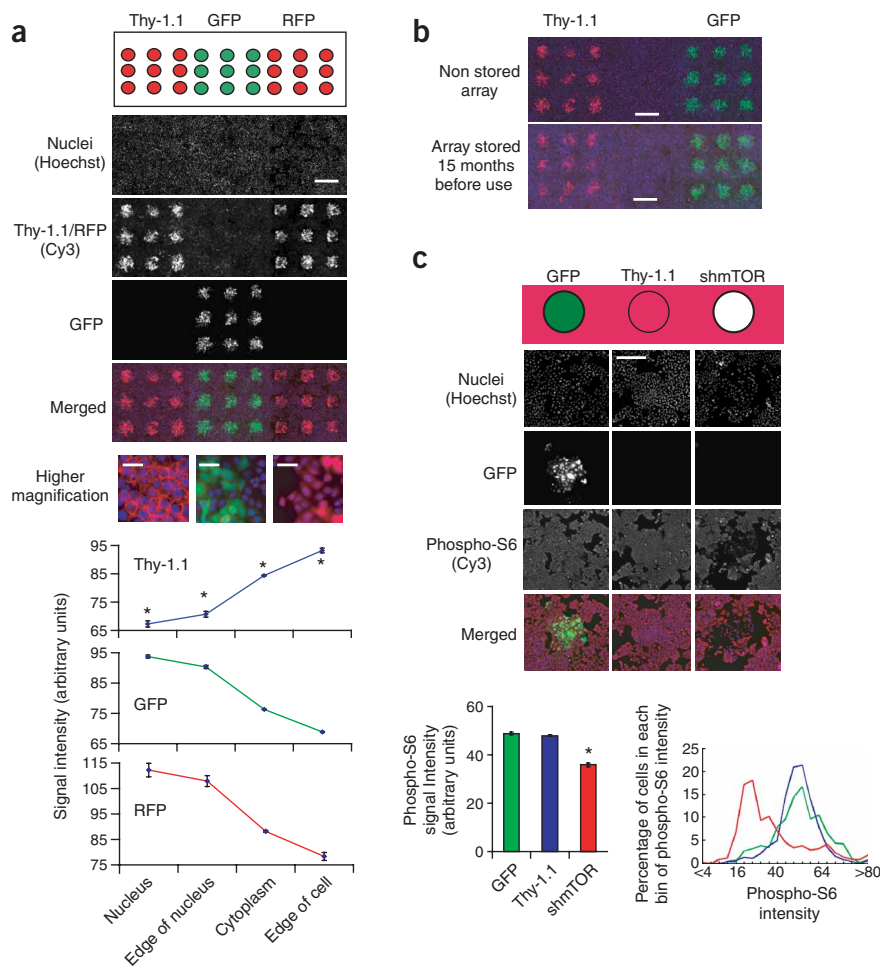 a
Thy-1.1 GFP RFP
Nuclei
(Hoechst)
Thy-1.1/RFP
(Cy3)
GFP
Merged
Higher
magnification
Signal intensity (arbitrary units)
95
85
75
65
Thy-1.1
*
*
*
*
95
85
75
65
GFP
115
105
95
85
75
RFP
Nucleus
Edge of nucleus
Cytoplasm
Edge of cell
b
Thy-1.1 GFP
Non stored
array
Array stored
15 months
before use
c
GFP Thy-1.1 shmTOR
Nuclei
(Hoechst)
GFP
Phospho-S6
(Cy3)
Merged
Phospho-S6
signal Intensity
(arbitrary units)
60
40
20
0
*
GFP
Thy-1.1
shmTOR
Percentage of cells in each
bin of phospho-S6 intensity
25
20
15
10
5
0
<4 16 40 64 >80
Phospho-S6
intensity